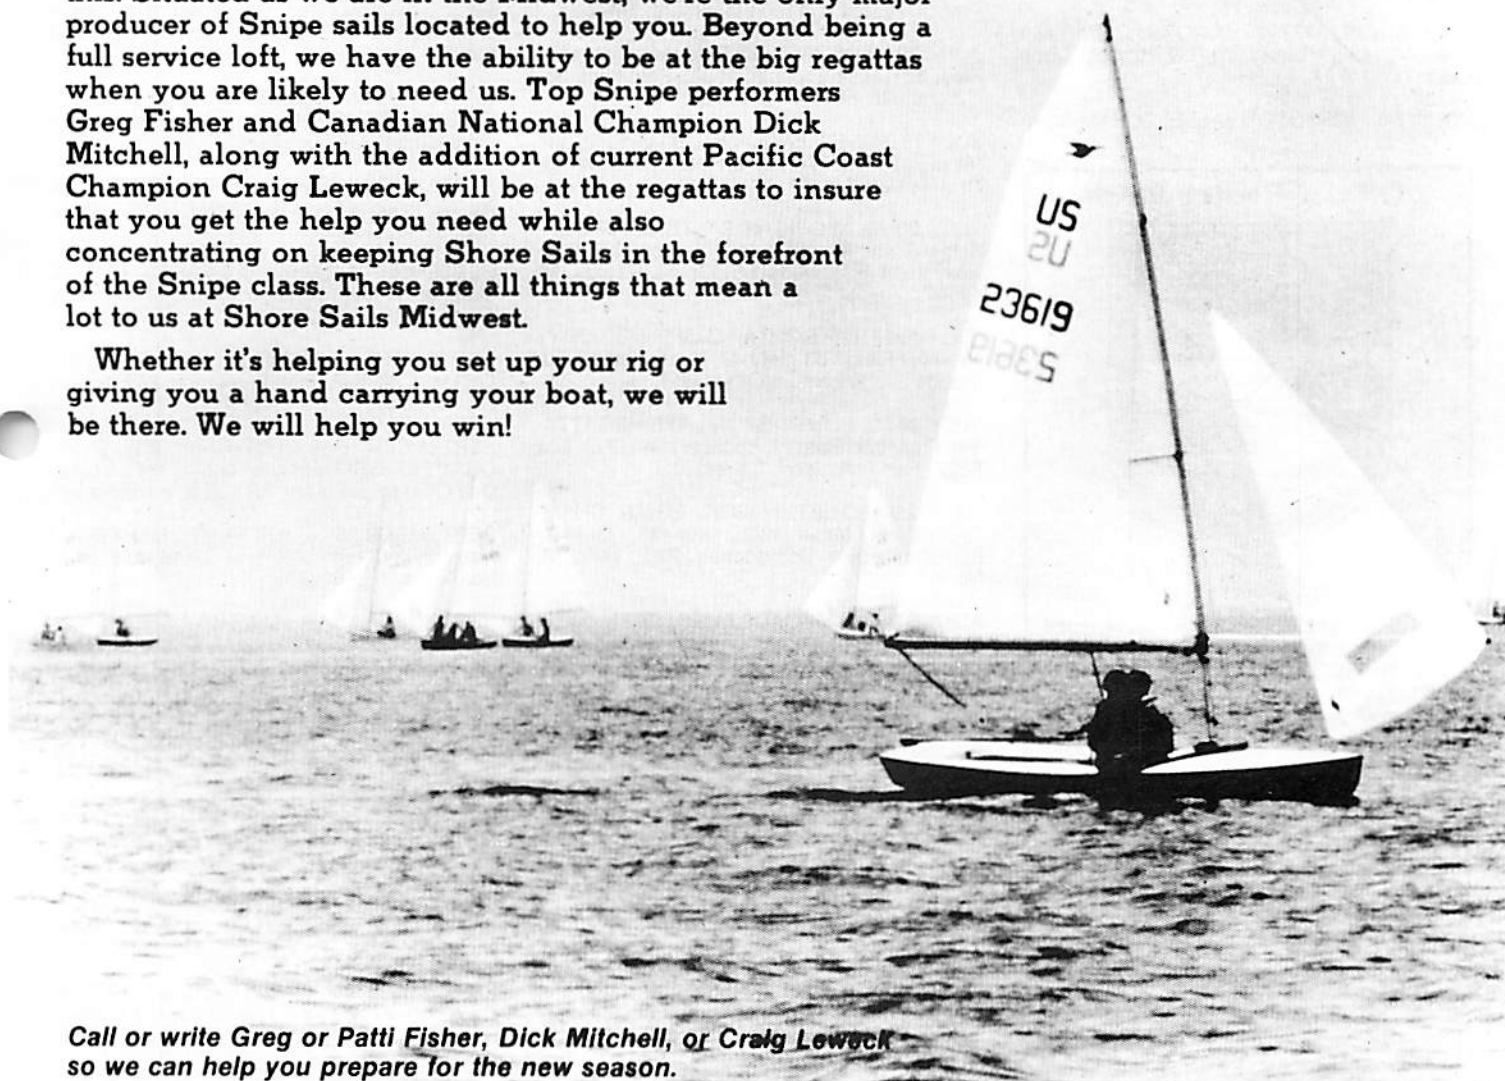 producer of Snipe sails located to help you. Beyond being a
full service loft, we have the ability to be at the big regattas
when you are likely to need us. Top Snipe performers
Greg Fisher and Canadian National Champion Dick
Mitchell, along with the addition of current Pacific Coast
Champion Craig Leweck, will be at the regattas to insure
that you get the help you need while also
concentrating on keeping Shore Sails in the forefront
of the Snipe class. These are all things that mean a
lot to us at Shore Sails Midwest.
Whether it's helping you set up your rig or
giving you a hand carrying your boat, we will
be there. We will help you win!
US
US
23619
23619
Call or write Greg or Patti Fisher, Dick Mitchell, or Craig Leweck
so we can help you prepare for the new season.